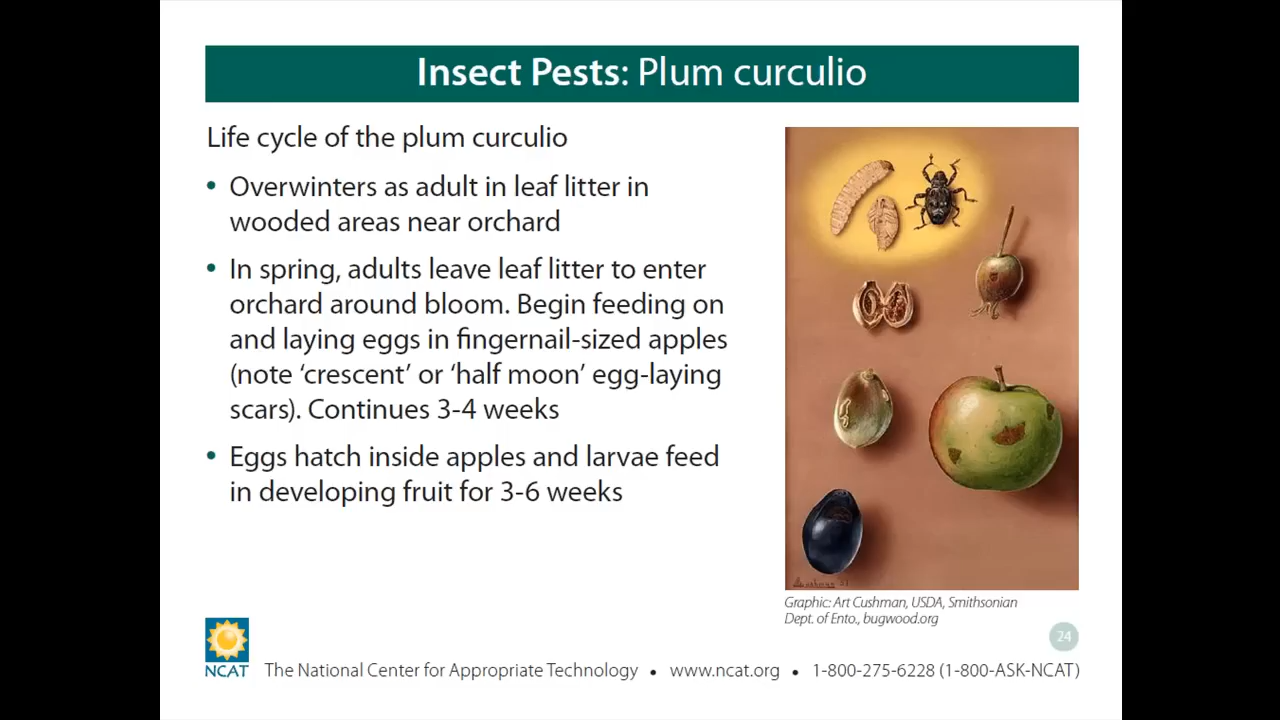 Insect Pests: Plum curculio
Life cycle of the plum curculio
• Overwinters as adult in leaf litter in
wooded areas near orchard
• In spring, adults leave leaf litter to enter
orchard around bloom. Begin feeding on
and laying eggs in fingernail-sized apples
(note ‘crescent’ or ‘half moon’ egg-laying
scars). Continues 3-4 weeks
• Eggs hatch inside apples and larvae feed
in developing fruit for 3-6 weeks
Graphic: Art Cushman, USDA, Smithsonian
Dept. of Ento., bugwood.org
24
NCAT
The National Center for Appropriate Technology • www.ncat.org • 1-800-275-6228 (1-800-ASK-NCAT)